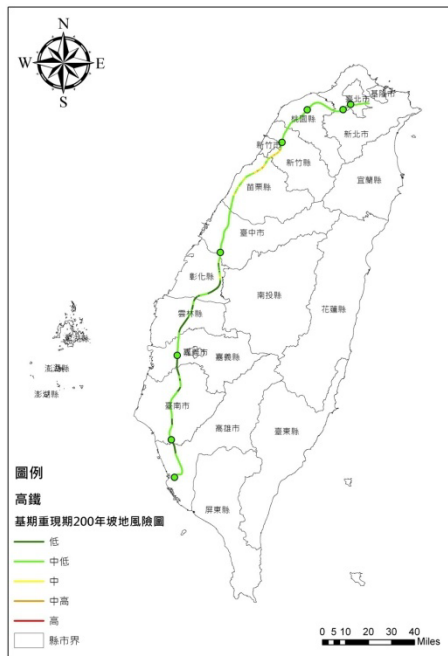 N
W
E
S
基隆市
臺北市
桃園縣
新北市
新竹市
新竹縣
宜蘭縣
苗栗縣
臺中市
彰化縣
南投縣
花蓮縣
雲林縣
嘉義縣
澎湖縣
澎湖縣
臺南市
高雄市
臺東縣
屏東縣
圖例
高鐵
基期重現期200年坡地風險圖
低
中低
中
中高
高
縣市界
0 5 10 20 30 40
Miles